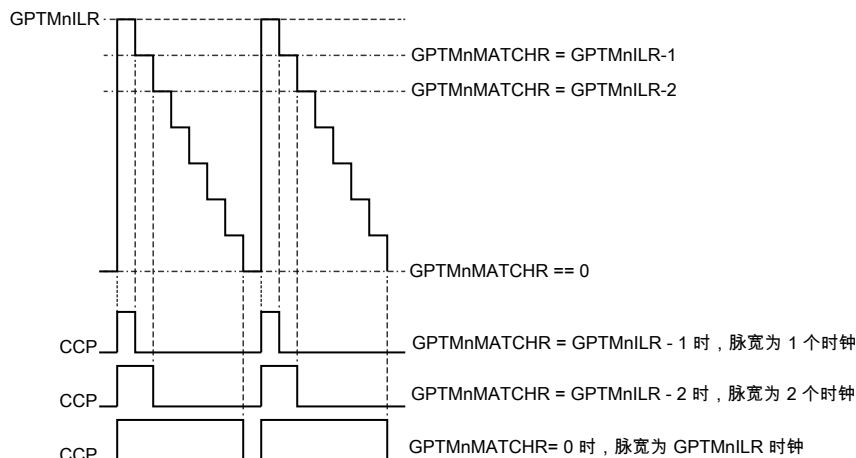 GPTMnILR
GPTMnMATCHR = GPTMnILR-1
GPTMnMATCHR = GPTMnILR-2
GPTMnMATCHR == 0
CCP
GPTMnMATCHR = GPTMnILR - 1 时，脉宽为 1 个时钟
CCP
GPTMnMATCHR = GPTMnILR - 2 时，脉宽为 2 个时钟
CCP
GPTMnMATCHR= 0 时，脉宽为 GPTMnILR 时钟